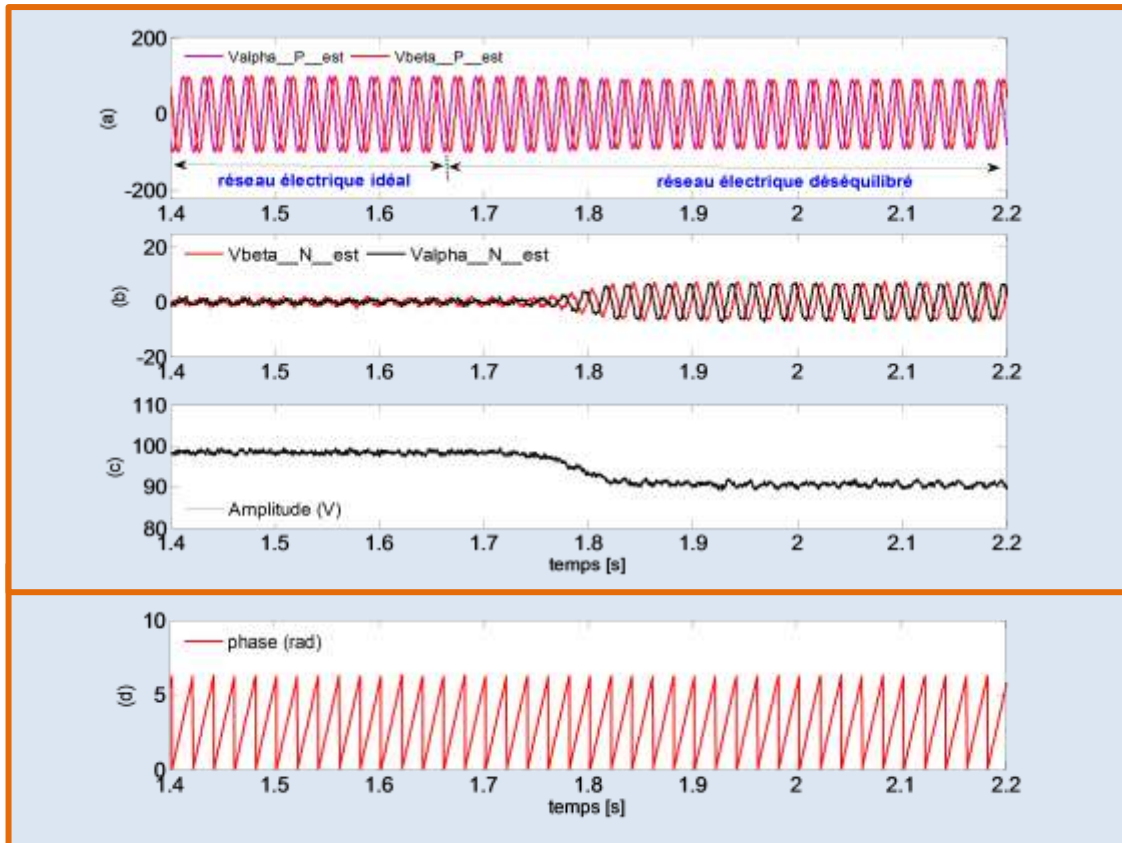 200
Valpha__P__est Vbeta__P__est
(a)
0
réseau électrique idéal réseau électrique déséquilibré
-200
1.4 1.5 1.6 1.7 1.8 1.9 2 2.1 2.2
20
Vbeta__N__est Valpha__N__est
(b)
0
-20
1.4 1.5 1.6 1.7 1.8 1.9 2 2.1 2.2
110
100
(c)
90
Amplitude (V)
80
1.4 1.5 1.6 1.7 1.8 1.9 2 2.1 2.2
temps [s]
10
phase (rad)
(d)
5
0
1.4 1.5 1.6 1.7 1.8 1.9 2 2.1 2.2
temps [s]